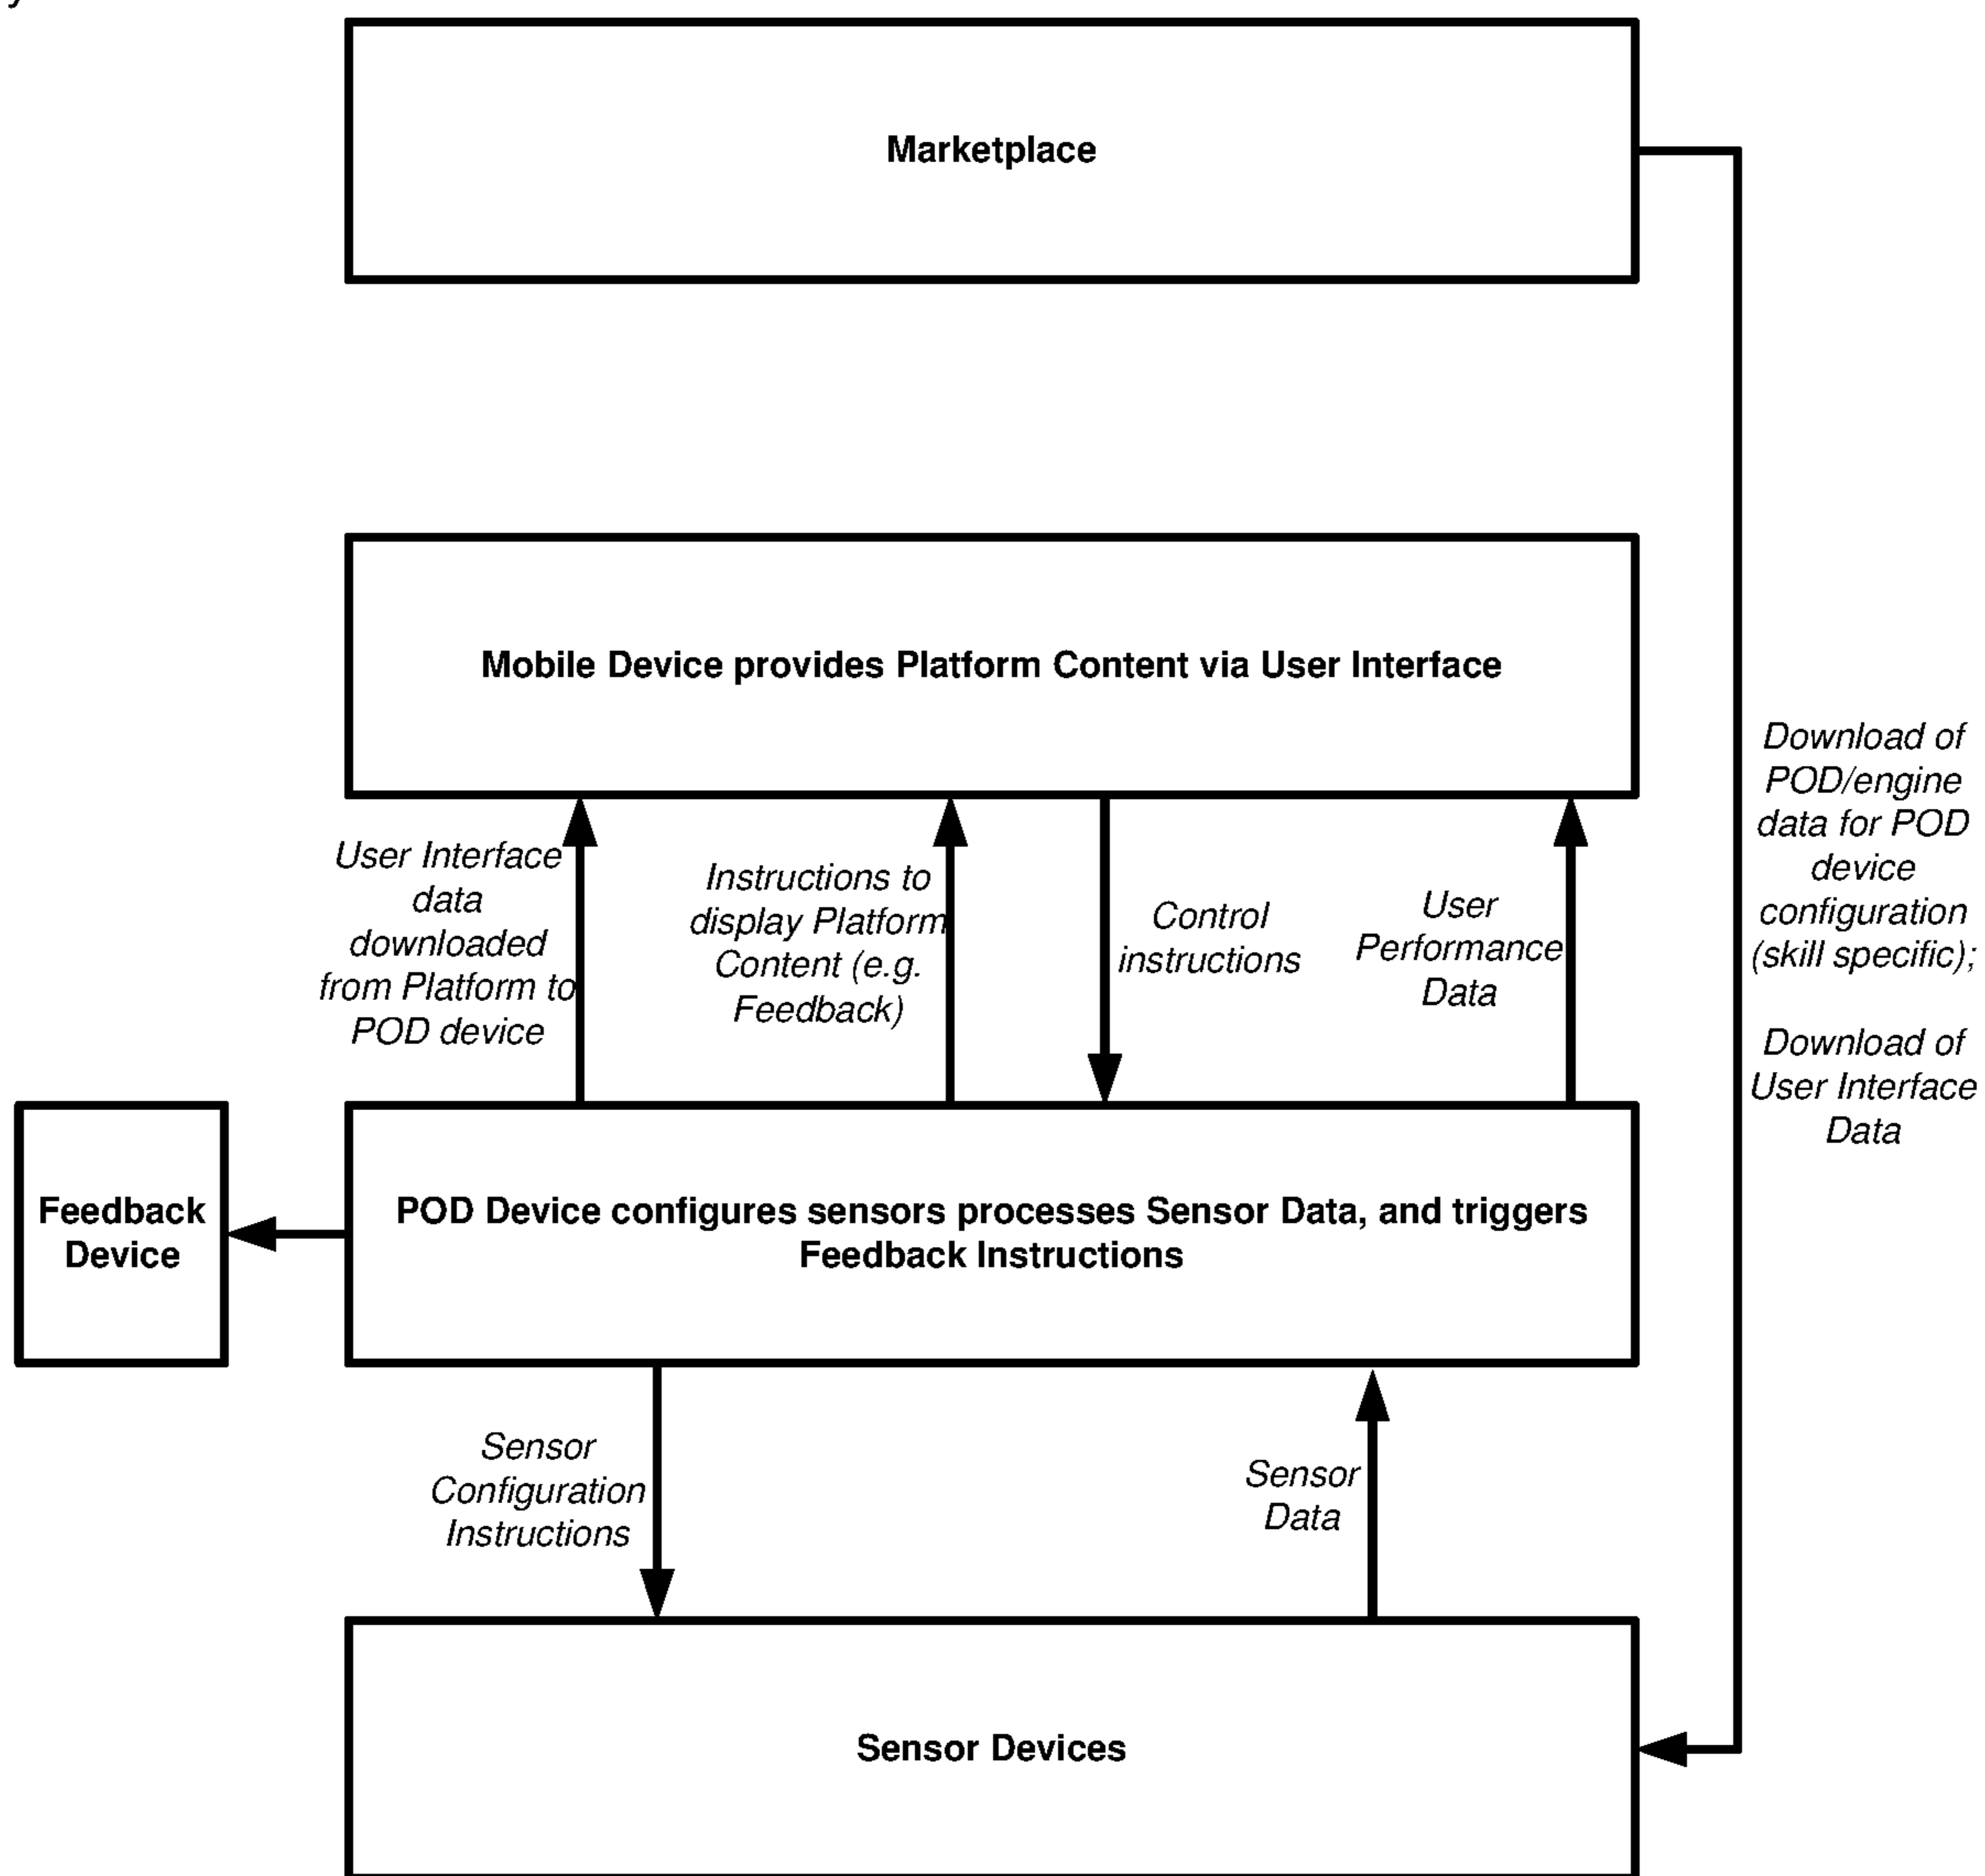 Marketplace
Mobile Device provides Platform Content via User Interface
User Interface
data
downloaded
from Platform to
POD device
Instructions to
display Platform
Content (e.g.
Feedback)
Control
instructions
User
Performance
Data
Download of
POD/engine
data for POD
device
configuration
(skill specific);
Download of
User Interface
Data
Feedback
Device
POD Device configures sensors processes Sensor Data, and triggers
Feedback Instructions
Sensor
Configuration
Instructions
Sensor
Data
Sensor Devices